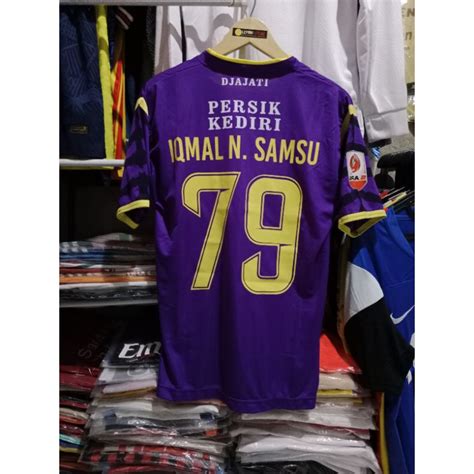 DJAJATI
PERSIK
KEDIRI
IQMAL N. SAMSU
79